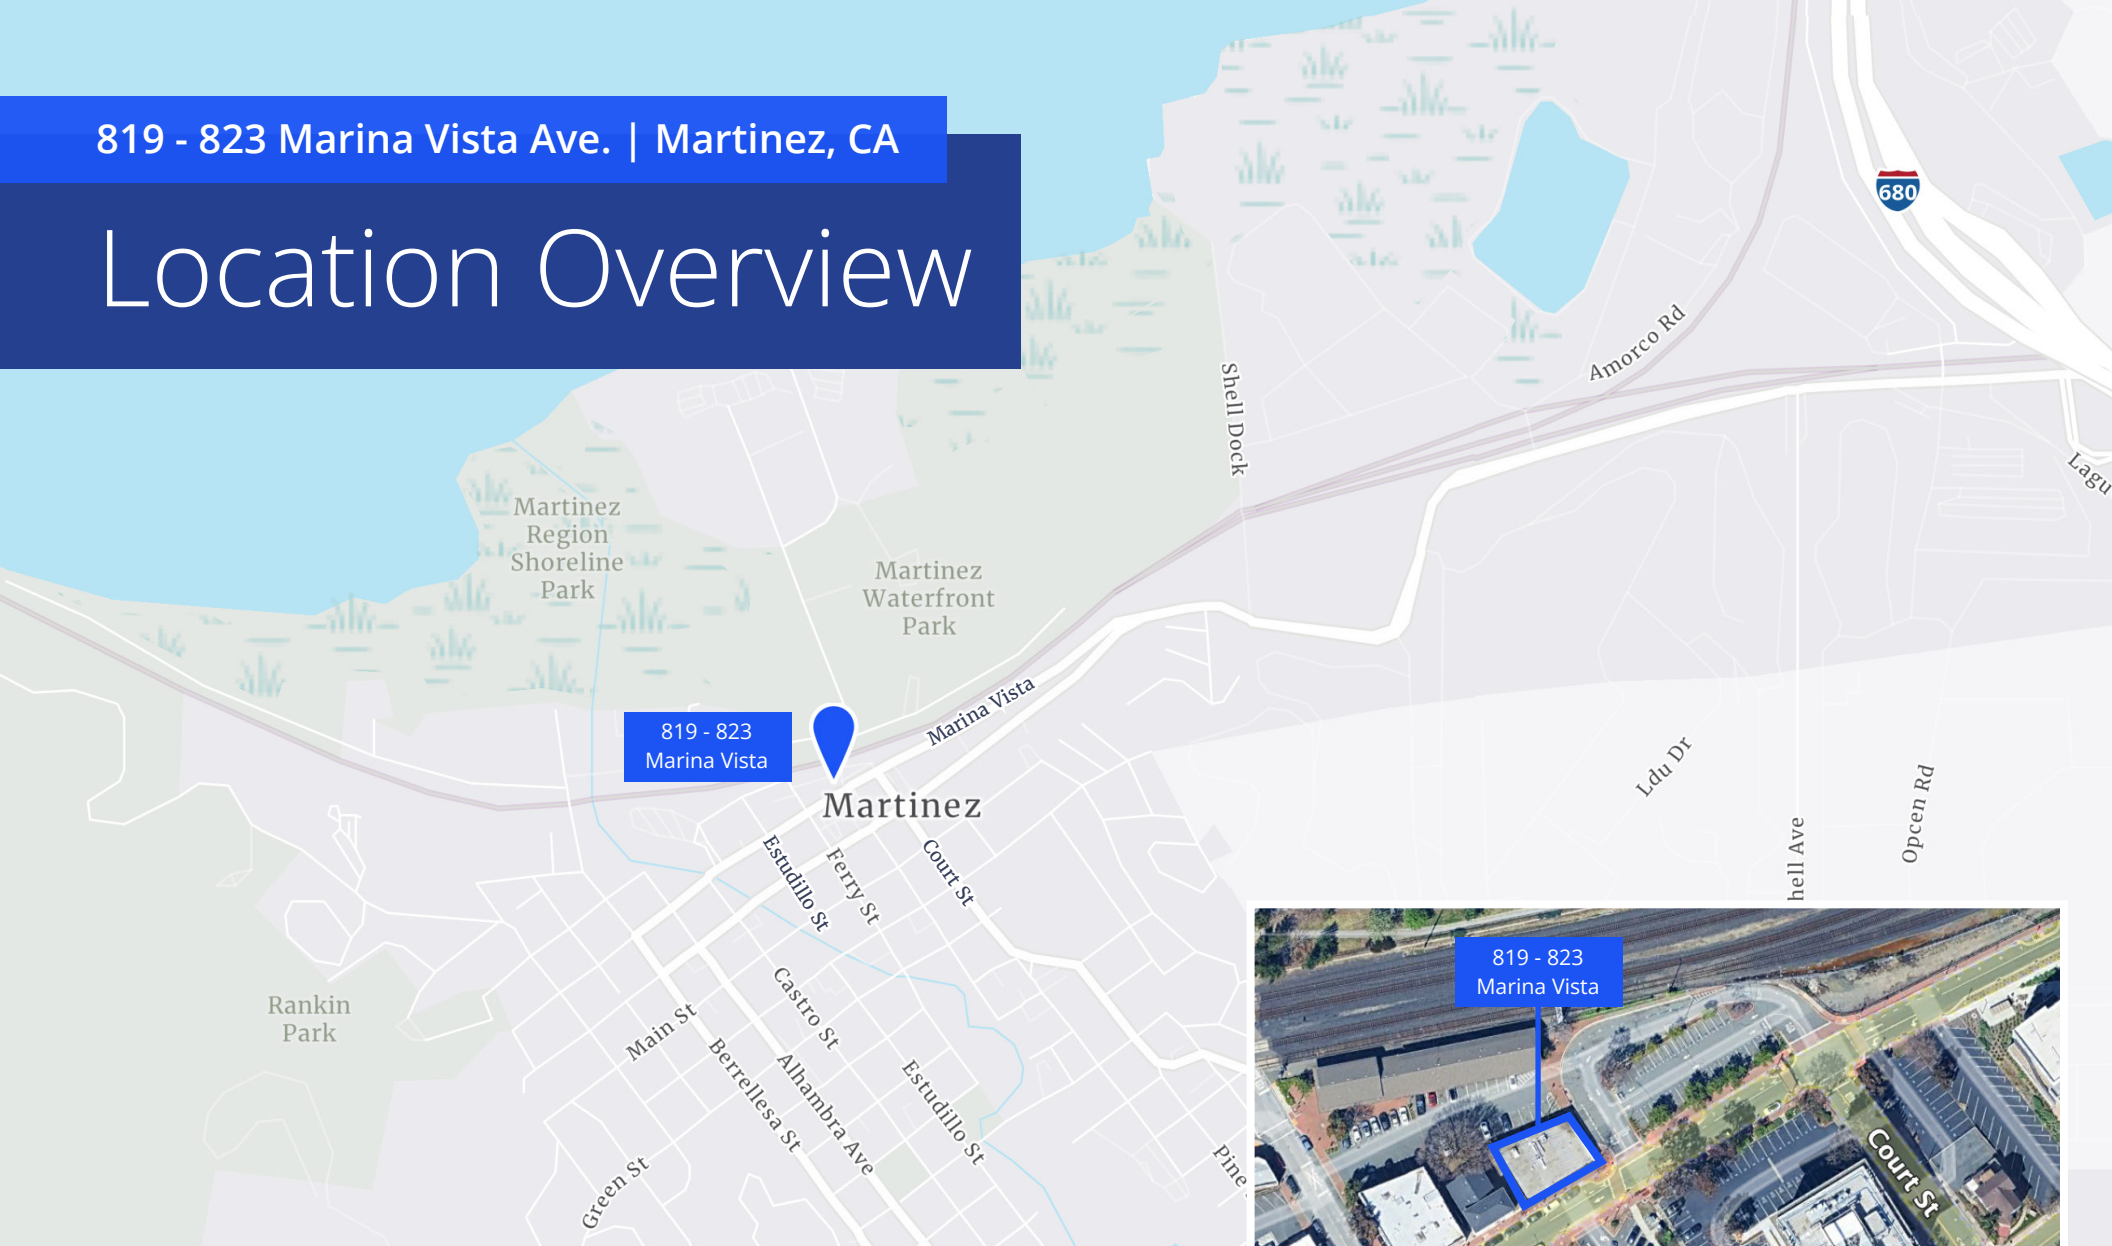 819 - 823 Marina Vista Ave. | Martinez, CA
Location Overview
680
Amorco Rd
Shell Dock
Lagu
Martinez
Region
Shoreline
Park
Martinez
Waterfront
Park
Marina Vista
819 - 823
Marina Vista
Martinez
Ldu Dr
Opcen Rd
hell Ave
Estudillo St
Ferry St
Court St
Rankin
Park
Main St
Castro St
Berrellesa St
Alhambra Ave
Estudillo St
Green St
Pine
819 - 823
Marina Vista
Court St